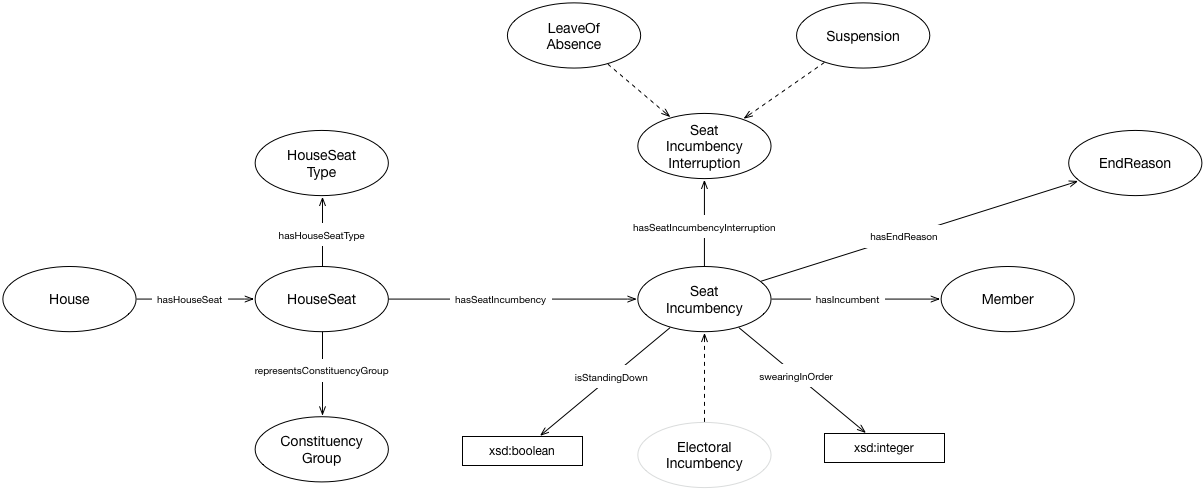 LeaveOf
Absence
Suspension
Seat
Incumbency
Interruption
HouseSeat
Type
EndReason
hasSeatIncumbencyInterruption
hasHouseSeatType
hasEndReason
House
hasHouseSeat
HouseSeat
hasSeatIncumbency
Seat
Incumbency
hasIncumbent
Member
representsConstituencyGroup
isStandingDown
swearingInOrder
Constituency
Group
xsd:boolean
Electoral
Incumbency
xsd:integer